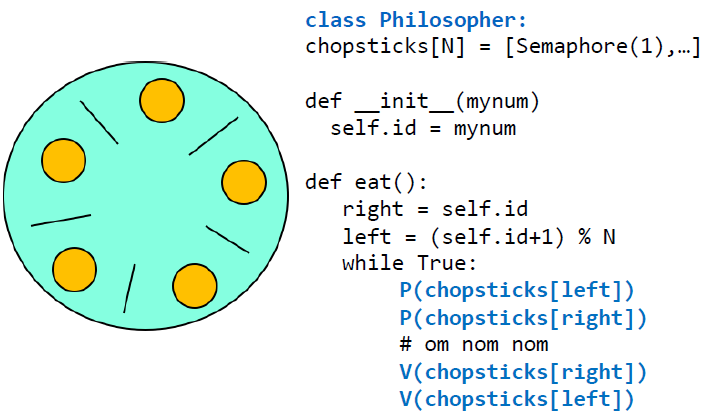 class Philosopher:
chopsticks[N] = [Semaphore(1),…]
def __init__(mynum)
self.id = mynum
def eat():
right = self.id
left = (self.id+1) % N
while True:
P(chopsticks[left])
P(chopsticks[right])
# om nom nom
V(chopsticks[right])
V(chopsticks[left])